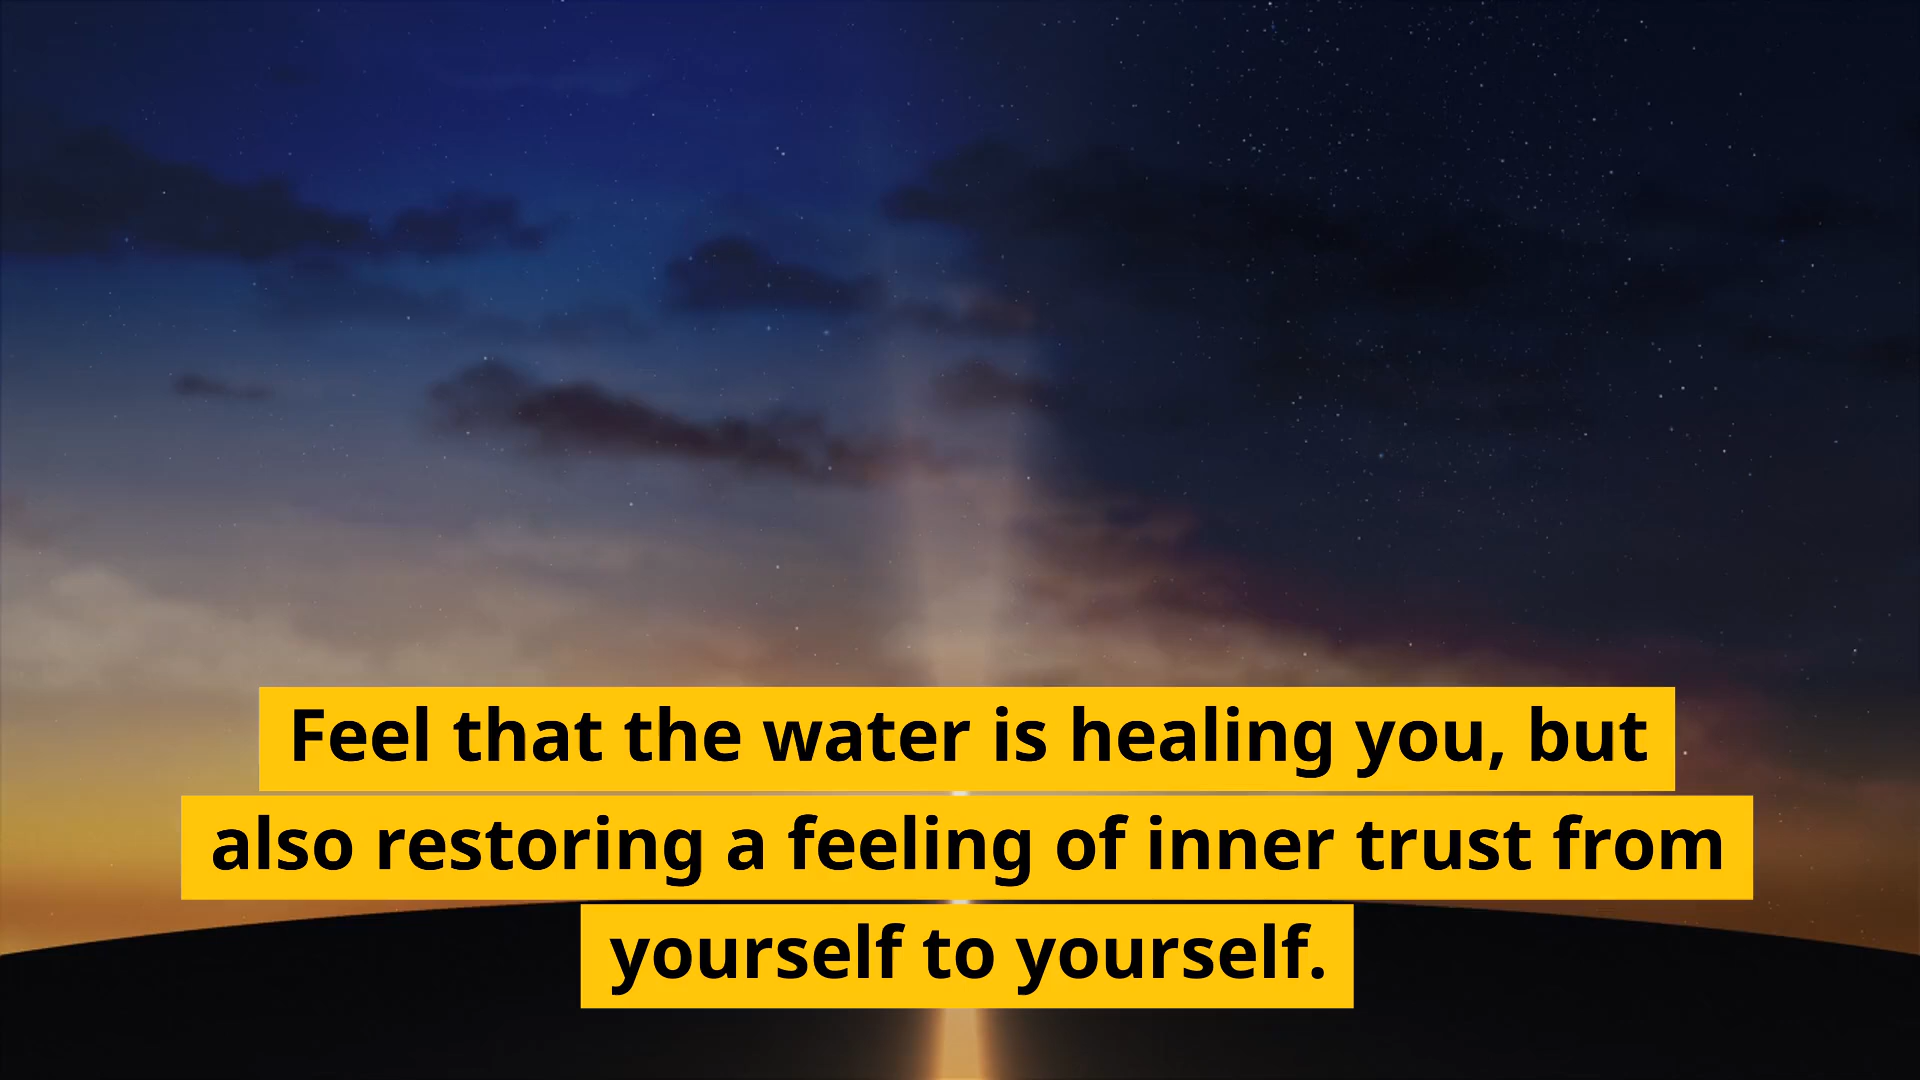 Feel that the water is healing you, but
also restoring a feeling of inner trust from
yourself to yourself.